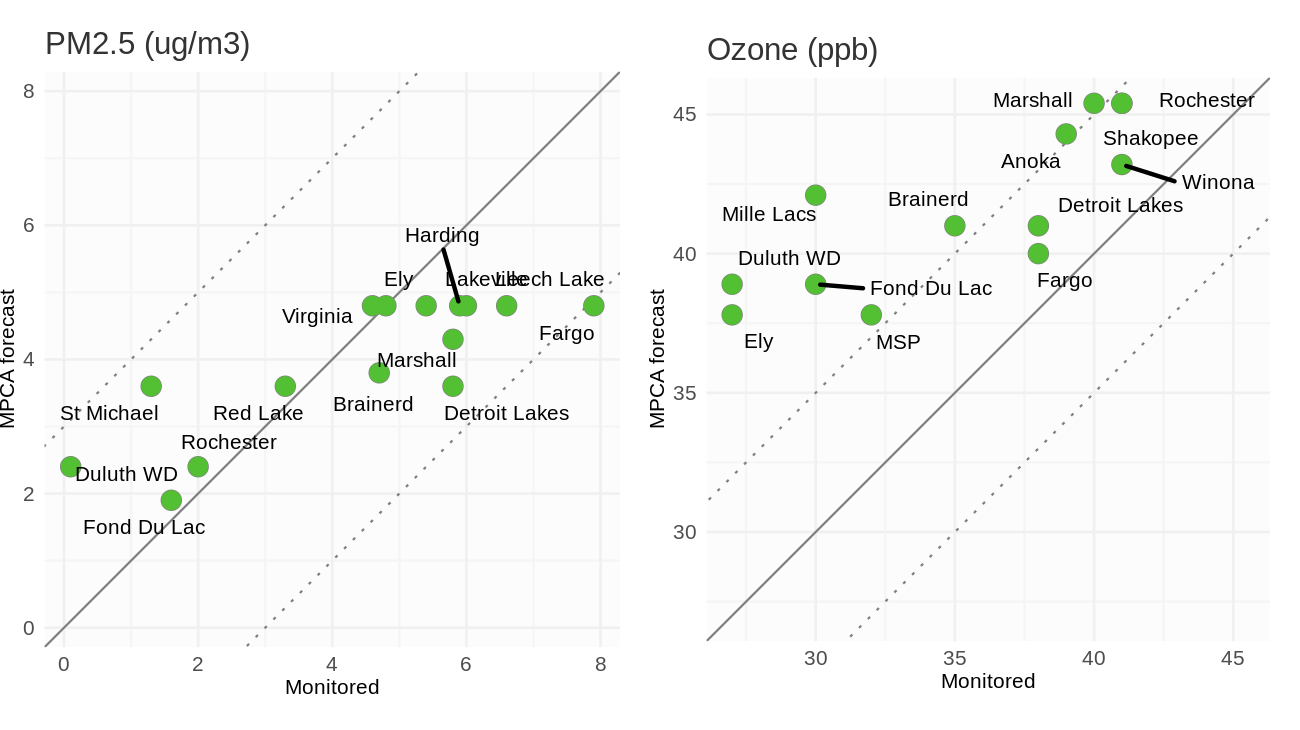 PM2.5 (ug/m3)
8
6
4
2
0
MPCA forecast
Harding
Ely
Lakeville
Leech Lake
Virginia
Fargo
Marshall
Brainerd
St Michael
Red Lake
Detroit Lakes
Rochester
Duluth WD
Fond Du Lac
0 2 4 6 8
Monitored
Ozone (ppb)
45
40
35
30
MPCA forecast
Marshall
Rochester
Shakopee
Anoka
Winona
Brainerd
Detroit Lakes
Mille Lacs
Duluth WD
Fond Du Lac
Fargo
Ely
MSP
30 35 40 45
Monitored